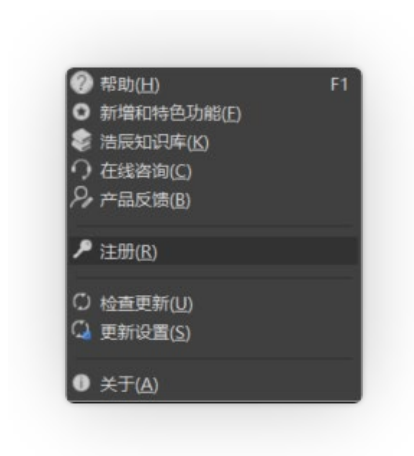 帮助(H) F1
新增和特色功能(F)
浩辰知识库(K)
在线咨询(C)
产品反馈(B)
注册(R)
检查更新(U)
更新设置(S)
关于(A)